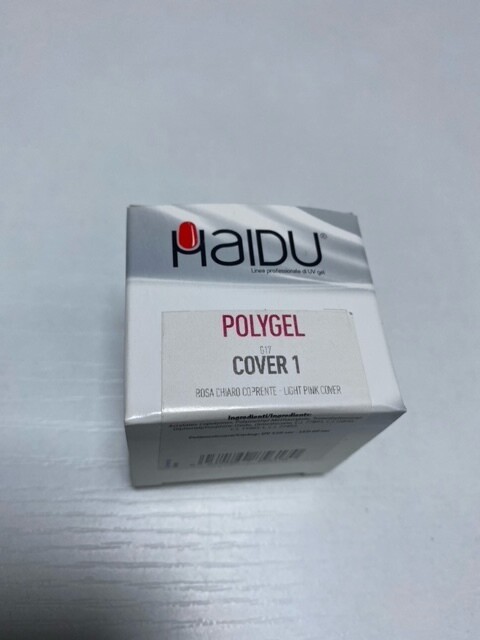 HaIDU®
Linea professionale di UV gel
POLYGEL
G17
COVER 1
ROSA CHIARO COPRENTE - LIGHT PINK COVER
Ingredienti/Ingredients: